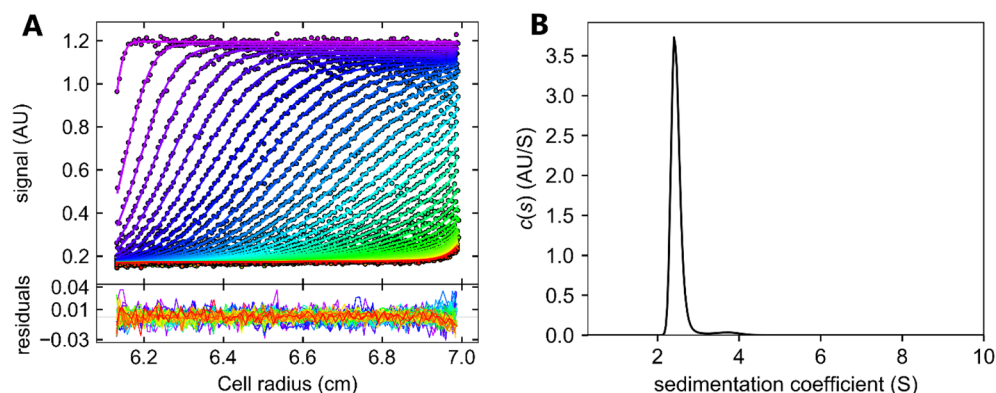 A
1.2
1.0
0.8
0.6
0.4
0.2
signal (AU)
0.04
0.01
−0.03
residuals
6.2 6.4 6.6 6.8 7.0
Cell radius (cm)
B
3.5
3.0
2.5
2.0
1.5
1.0
0.5
0.0
c(s) (AU/S)
2 4 6 8 10
sedimentation coefficient (S)